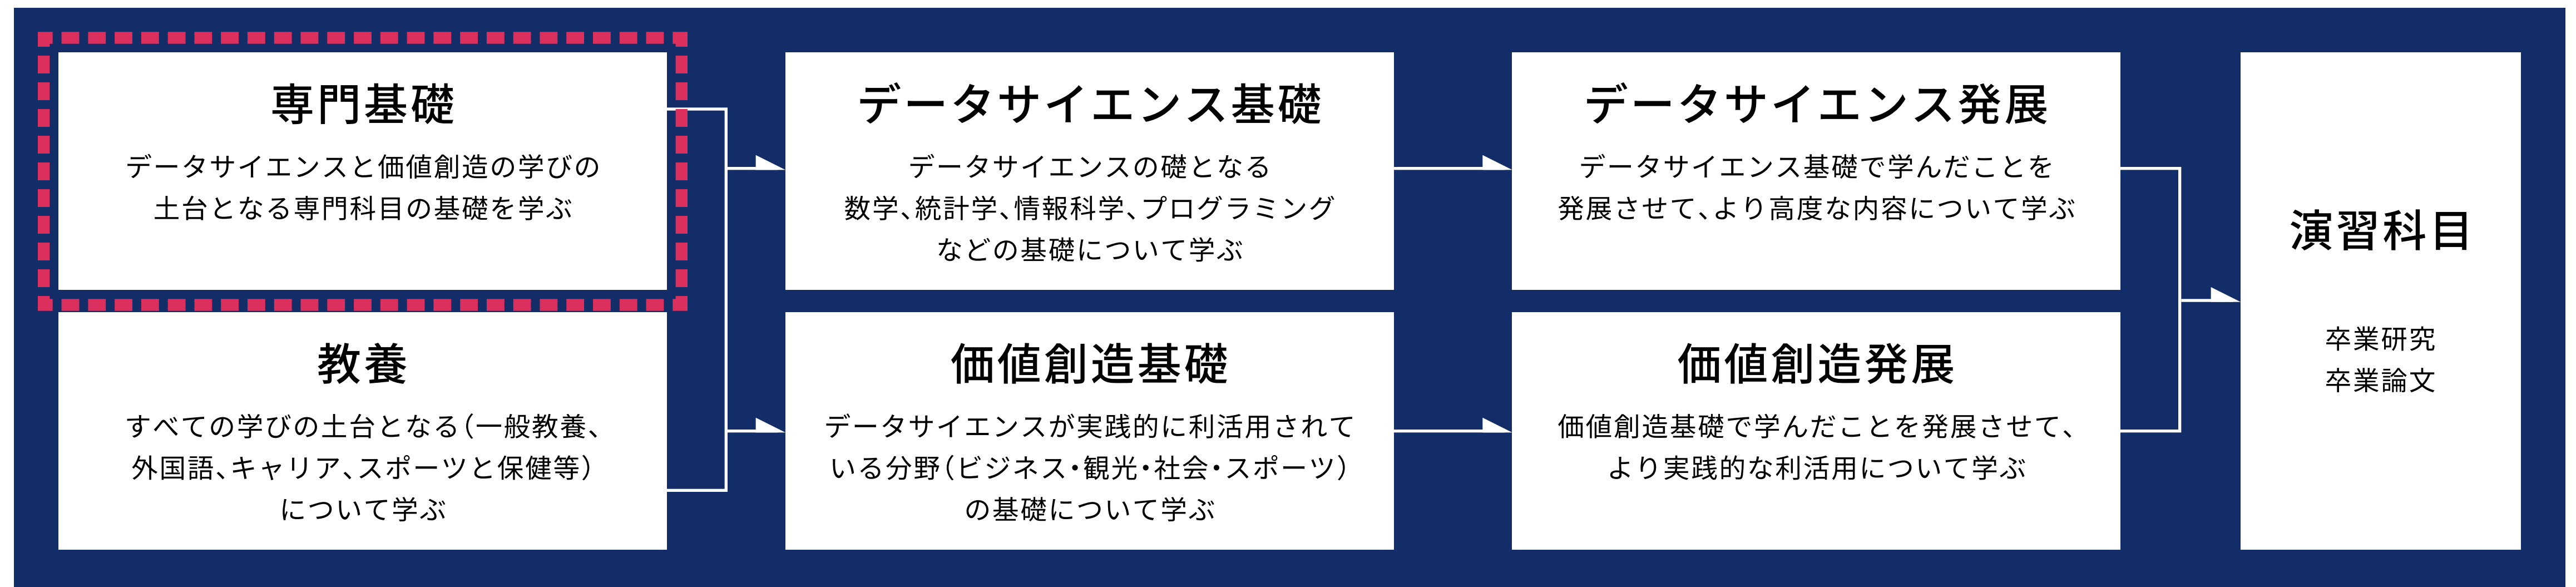 専門基礎
データサイエンスと価値創造の学びの
土台となる専門科目の基礎を学ぶ
教養
すべての学びの土台となる（一般教養、
外国語、キャリア、スポーツと保健等）
について学ぶ
データサイエンス基礎
データサイエンスの礎となる
数学、統計学、情報科学、プログラミング
などの基礎について学ぶ
価値創造基礎
データサイエンスが実践的に利活用されて
いる分野（ビジネス・観光・社会・スポーツ）
の基礎について学ぶ
データサイエンス発展
データサイエンス基礎で学んだことを
発展させて、より高度な内容について学ぶ
価値創造発展
価値創造基礎で学んだことを発展させて、
より実践的な利活用について学ぶ
演習科目
卒業研究
卒業論文